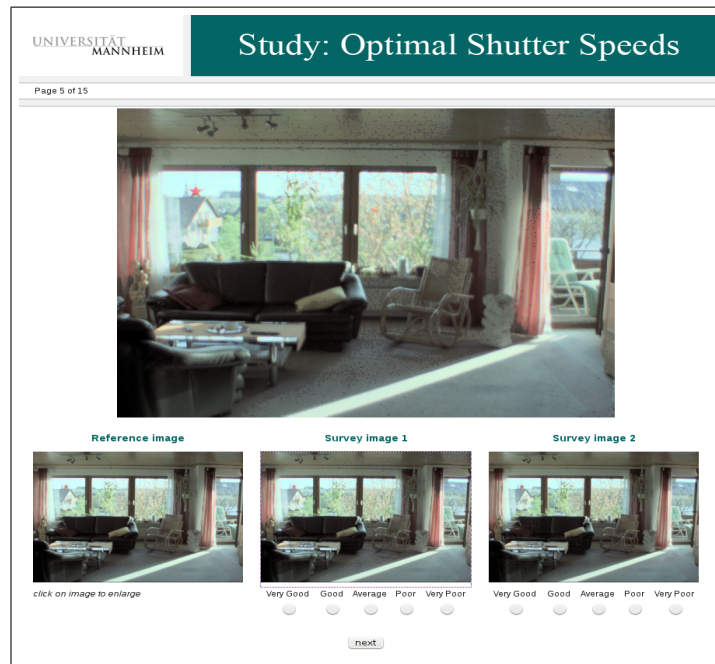 UNIVERSITÄT
MANNHEIM
Study: Optimal Shutter Speeds
Page 5 of 15
Reference image
Survey image 1
Survey image 2
click on image to enlarge
Very Good Good Average Poor Very Poor
Very Good Good Average Poor Very Poor
next